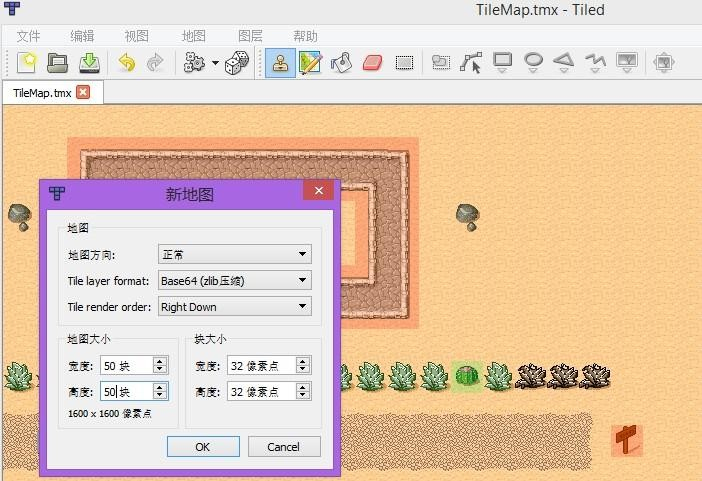 TileMap.tmx - Tiled
文件 编辑 视图 地图 图层 帮助
TileMap.tmx
新地图
地图
地图方向: 正常
Tile layer format: Base64 (zlib压缩)
Tile render order: Right Down
地图大小 块大小
宽度: 50 块 宽度: 32 像素点
高度: 50 块 高度: 32 像素点
1600 x 1600 像素点
OK Cancel